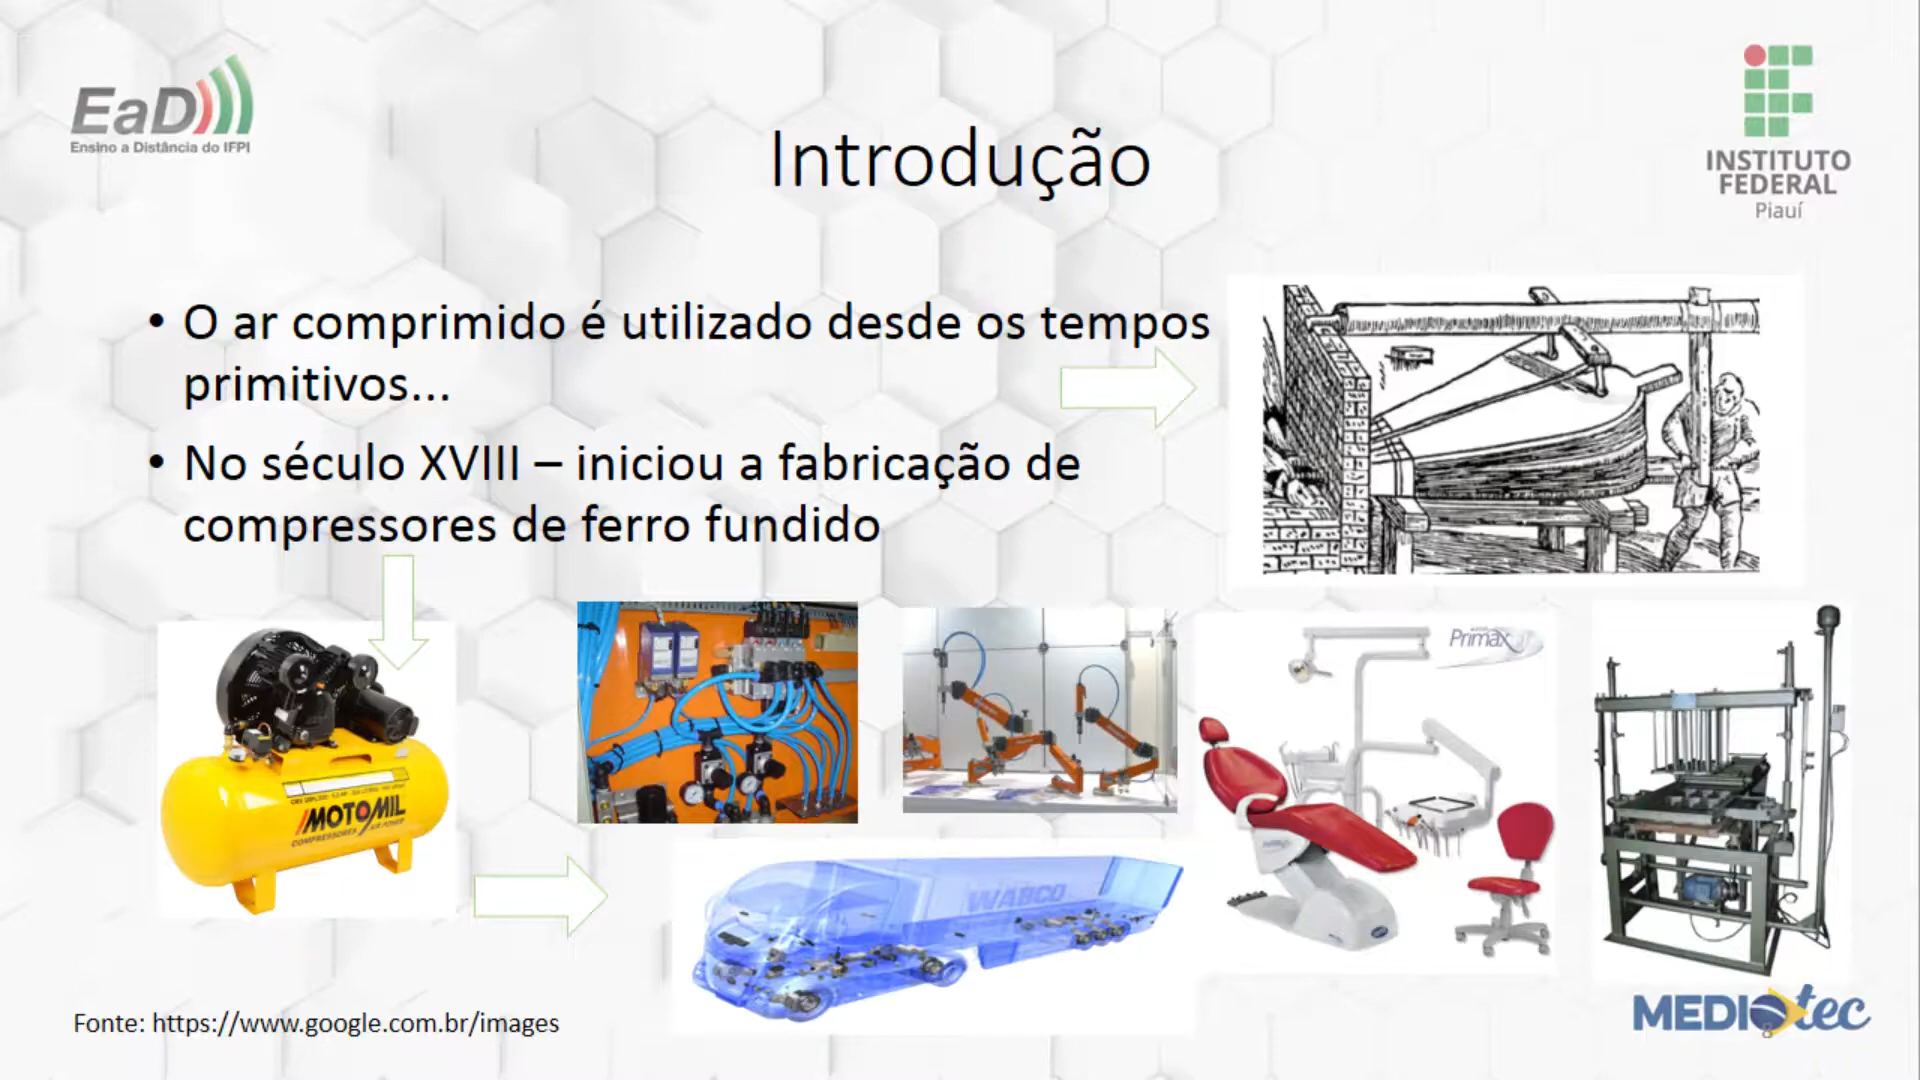 EaD
Ensino a Distância do IFPI
INSTITUTO
FEDERAL
Piauí
Introdução
• O ar comprimido é utilizado desde os tempos
primitivos...
• No século XVIII – iniciou a fabricação de
compressores de ferro fundido
MOTOMIL
COMPRESSORES AIR POWER
Primax
WABCO
Fonte: https://www.google.com.br/images
MEDIOtec